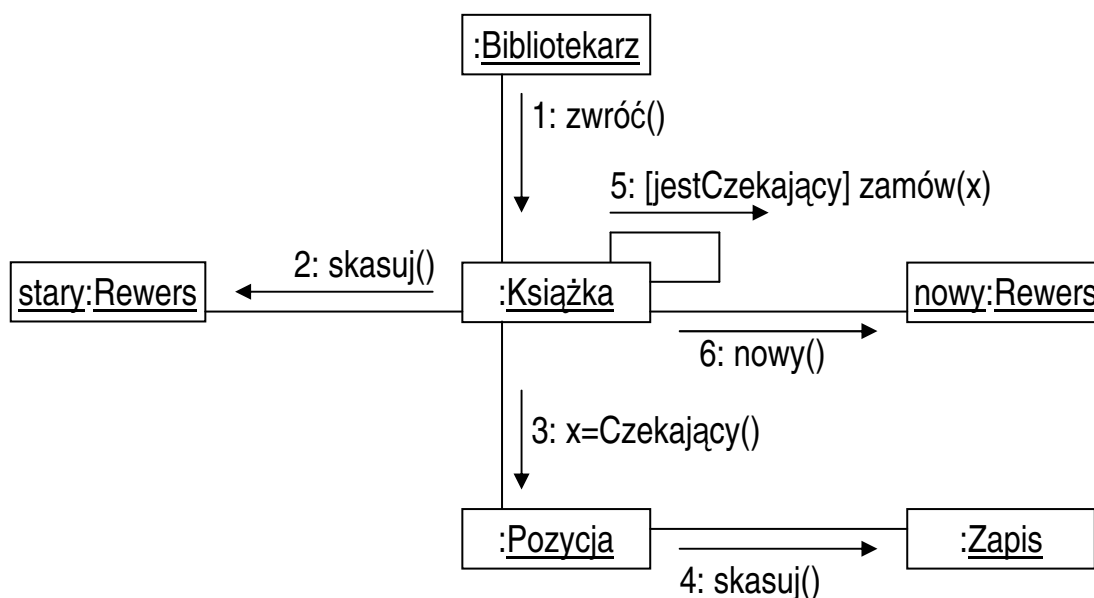 :Bibliotekarz
1: zwróć()
5: [jestCzekający] zamów(x)
2: skasuj()
stary:Rewers
:Książka
nowy:Rewers
6: nowy()
3: x=Czekający()
:Pozycja
:Zapis
4: skasuj()